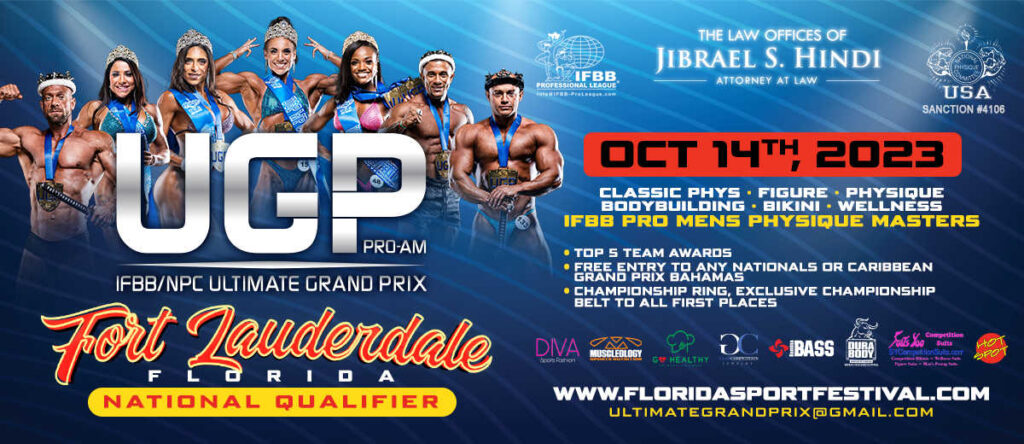 UGP
PRO-AM
IFBB/NPC ULTIMATE GRAND PRIX
Fort Lauderdale
FLORIDA
NATIONAL QUALIFIER
IFBB
PROFESSIONAL LEAGUE
THE LAW OFFICES OF
JIBRAEL S. HINDI
ATTORNEY AT LAW
PHYSIQUE
USA
SANCTION #4106
OCT 14TH, 2023
CLASSIC PHYS · FIGURE · PHYSIQUE
BODYBUILDING · BIKINI · WELLNESS
IFBB PRO MENS PHYSIQUE MASTERS
• TOP 5 TEAM AWARDS
• FREE ENTRY TO ANY NATIONALS OR CARIBBEAN
GRAND PRIX BAHAMAS
• CHAMPIONSHIP RING, EXCLUSIVE CHAMPIONSHIP
BELT TO ALL FIRST PLACES
DIVA
Sports Fashion
MUSCLEOLOGY
GO HEALTHY
BASS
DURA
BODY
Competition
Suits
HOT
SPOT
WWW.FLORIDASPORTFESTIVAL.COM
ULTIMATEGRANDPRIX@GMAIL.COM